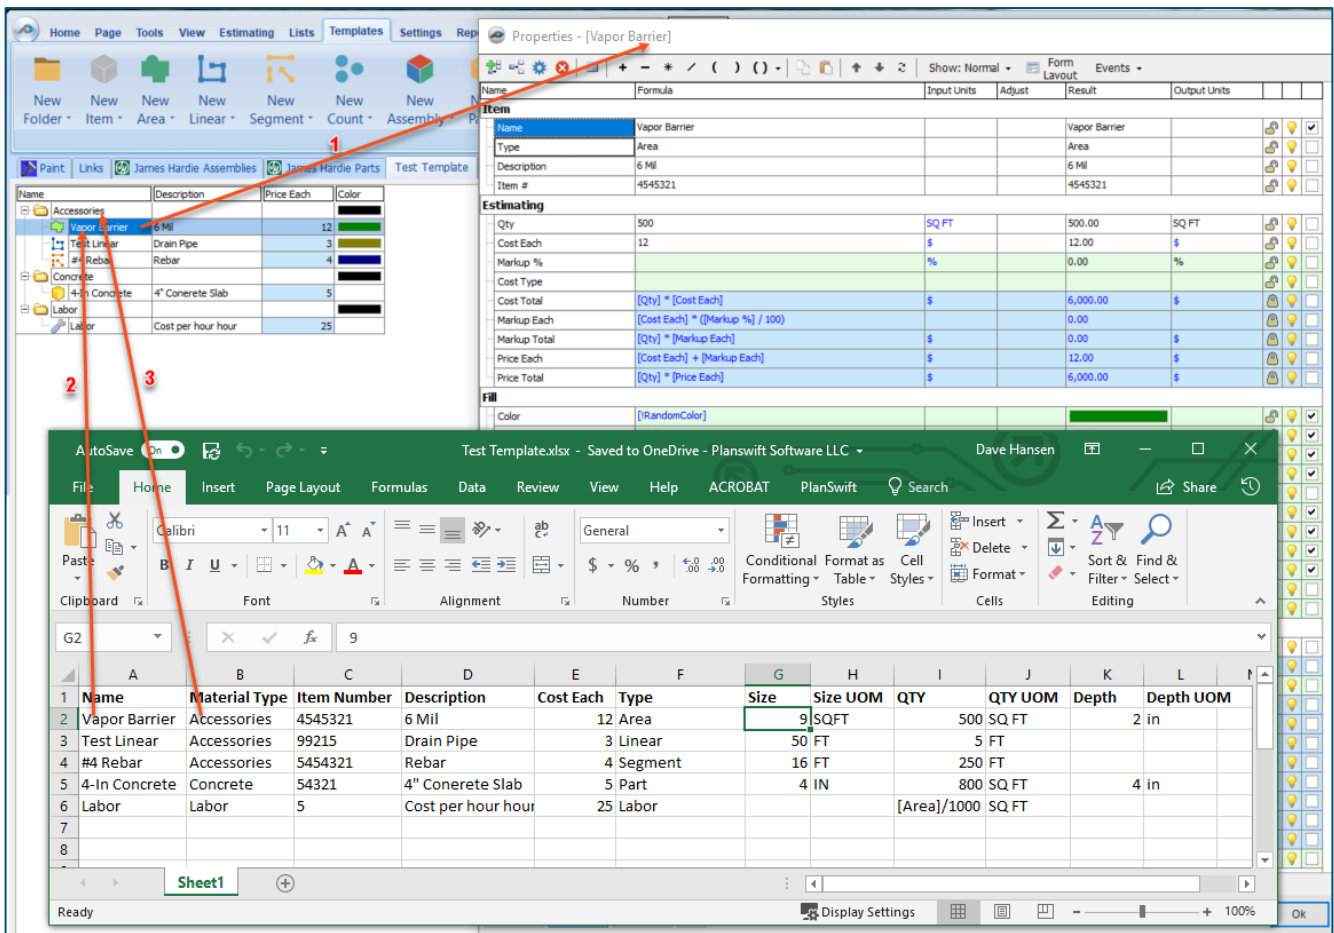 Home Page Tools View Estimating Lists Templates Settings
Properties - [Vapor Barrier]
Show: Normal Form Layout Events
New Folder New Item New Area New Linear New Segment New Count New Assembly
1
Paint Links James Hardie Assemblies James Hardie Parts Test Template
Name Description Price Each Color
Accessories
Vapor Barrier 6 Mil 12
Test Linear Drain Pipe 3
#4 Rebar Rebar 4
Concrete
4-In Concrete 4" Conerete Slab 5
Labor
Labor Cost per hour hour 25
2
3
Name Formula Input Units Adjust Result Output Units
Item
Name Vapor Barrier Vapor Barrier
Type Area Area
Description 6 Mil 6 Mil
Item # 4545321 4545321
Estimating
Qty 500 SQ FT 500.00 SQ FT
Cost Each 12 $ 12.00 $
Markup % % 0.00 %
Cost Type
Cost Total [Qty] * [Cost Each] $ 6,000.00 $
Markup Each [Cost Each] * ([Markup %] / 100) 0.00
Markup Total [Qty] * [Markup Each] $ 0.00 $
Price Each [Cost Each] + [Markup Each] $ 12.00 $
Price Total [Qty] * [Price Each] $ 6,000.00 $
Fill
Color [!RandomColor]
AutoSave On Test Template.xlsx - Saved to OneDrive - Planswift Software LLC Dave Hansen
File Home Insert Page Layout Formulas Data Review View Help ACROBAT PlanSwift Search Share
Calibri 11 General Insert
Delete
Format
Paste Conditional Formatting Format as Table Cell Styles Sort & Filter Find & Select
Clipboard Font Alignment Number Styles Cells Editing
G2 fx 9
A B C D E F G H I J K L
1 Name Material Type Item Number Description Cost Each Type Size Size UOM QTY QTY UOM Depth Depth UOM
2 Vapor Barrier Accessories 4545321 6 Mil 12 Area 9 SQFT 500 SQ FT 2 in
3 Test Linear Accessories 99215 Drain Pipe 3 Linear 50 FT 5 FT
4 #4 Rebar Accessories 5454321 Rebar 4 Segment 16 FT 250 FT
5 4-In Concrete Concrete 54321 4" Conerete Slab 5 Part 4 IN 800 SQ FT 4 in
6 Labor Labor 5 Cost per hour hour 25 Labor [Area]/1000 SQ FT
7
8
Sheet1
Ready Display Settings 100%
Ok